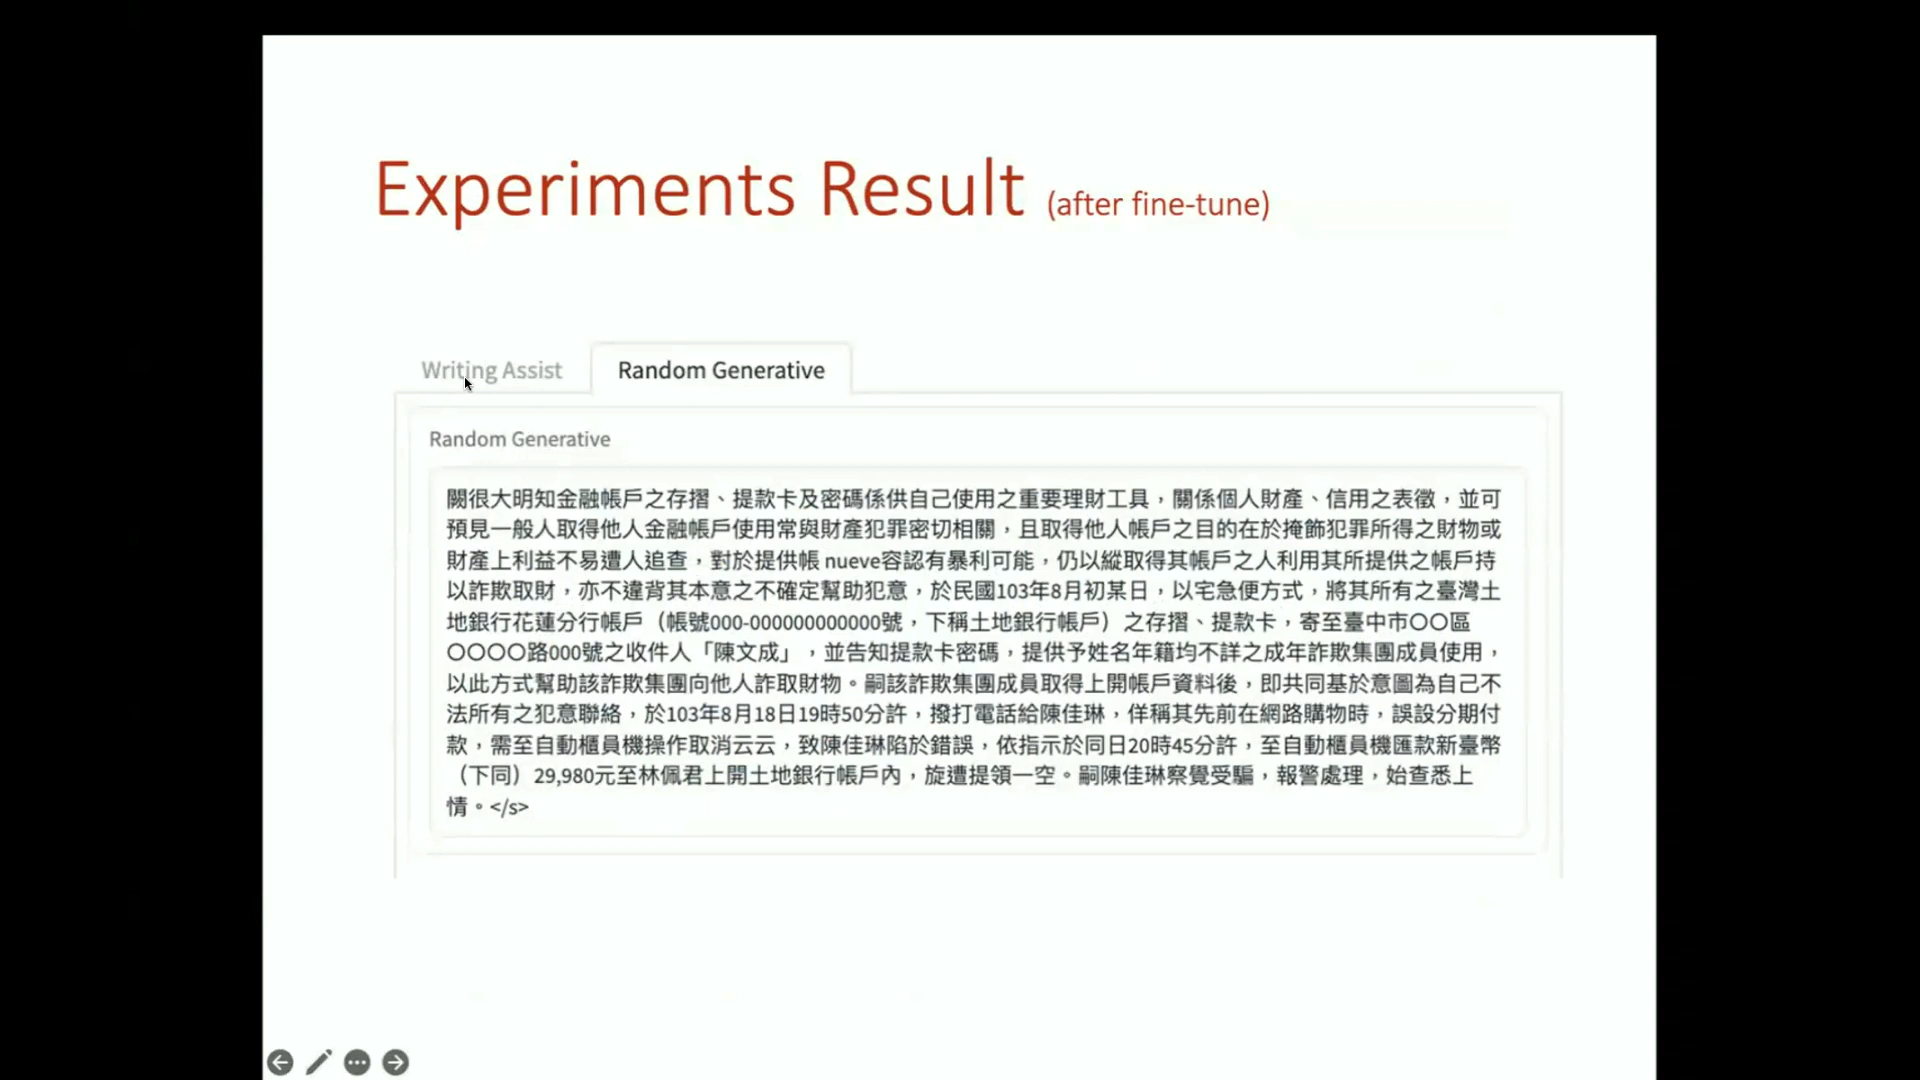 Experiments Result (after fine-tune)
Writing Assist
Random Generative
Random Generative
關很大明知金融帳戶之存摺、提款卡及密碼係供自己使用之重要理財工具，關係個人財產、信用之表徵，並可
預見一般人取得他人金融帳戶使用常與財產犯罪密切相關，且取得他人帳戶之目的在於掩飾犯罪所得之財物或
財產上利益不易遭人追查，對於提供帳 nueve容認有暴利可能，仍以縱取得其帳戶之人利用其所提供之帳戶持
以詐欺取財，亦不違背其本意之不確定幫助犯意，於民國103年8月初某日，以宅急便方式，將其所有之臺灣土
地銀行花蓮分行帳戶（帳號000-000000000000號，下稱土地銀行帳戶）之存摺、提款卡，寄至臺中市〇〇區
〇〇〇〇路000號之收件人「陳文成」，並告知提款卡密碼，提供予姓名年籍均不詳之成年詐欺集團成員使用，
以此方式幫助該詐欺集團向他人詐取財物。嗣該詐欺集團成員取得上開帳戶資料後，即共同基於意圖為自己不
法所有之犯意聯絡，於103年8月18日19時50分許，撥打電話給陳佳琳，佯稱其先前在網路購物時，誤設分期付
款，需至自動櫃員機操作取消云云，致陳佳琳陷於錯誤，依指示於同日20時45分許，至自動櫃員機匯款新臺幣
（下同）29,980元至林佩君上開土地銀行帳戶內，旋遭提領一空。嗣陳佳琳察覺受騙，報警處理，始查悉上
情。</s>